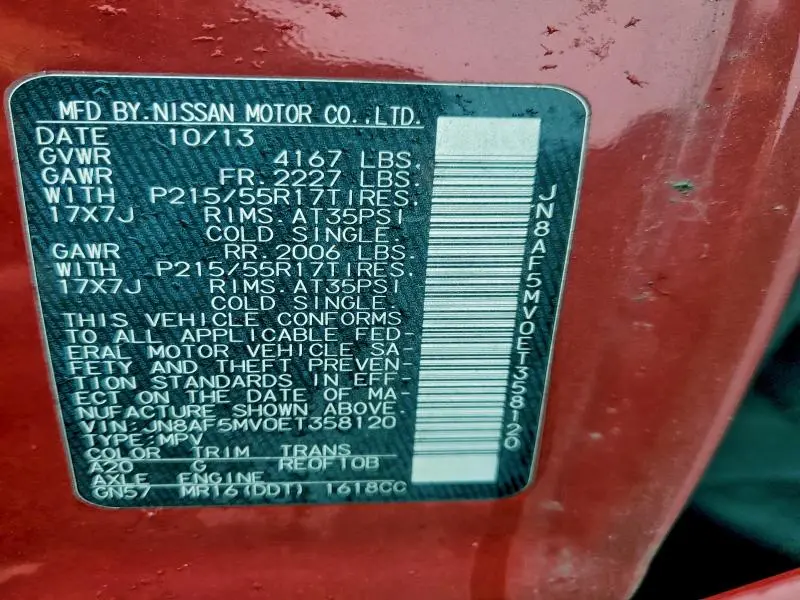 MFD BY.NISSAN MOTOR CO.,LTD.
DATE 10/13
GVWR 4167 LBS.
GAWR FR.2227 LBS.
WITH P215/55R17TIRES.
17X7J RIMS.AT35PSI
COLD SINGLE.
GAWR RR.2006 LBS.
WITH P215/55R17TIRES.
17X7J RIMS.AT35PSI
COLD SINGLE.
THIS VEHICLE CONFORMS
TO ALL APPLICABLE FED-
ERAL MOTOR VEHICLE SA-
FETY AND THEFT PREVEN-
TION STANDARDS IN EFF-
ECT ON THE DATE OF MA-
NUFACTURE SHOWN ABOVE.
VIN:JN8AF5MV0ET358120
TYPE:MPV
COLOR TRIM TRANS
A20 G RE0F10B
AXLE ENGINE
GN57 MR16(DDT) 1618CC
JN8AF5MV0ET358120